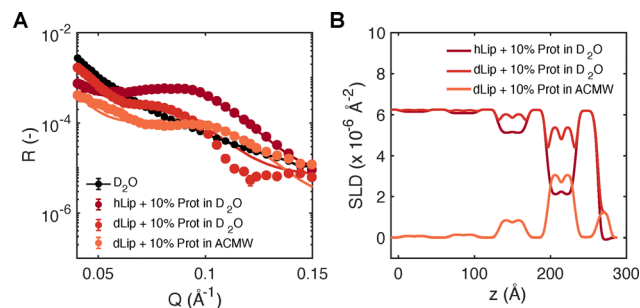 A
R (-)
10⁻²
10⁻⁴
10⁻⁶
D₂O
hLip + 10% Prot in D₂O
dLip + 10% Prot in D₂O
dLip + 10% Prot in ACMW
0.05
0.1
0.15
Q (Å⁻¹)
B
SLD (x 10⁻⁶ Å⁻²)
10
8
6
4
2
0
hLip + 10% Prot in D₂O
dLip + 10% Prot in D₂O
dLip + 10% Prot in ACMW
0
100
200
300
z (Å)